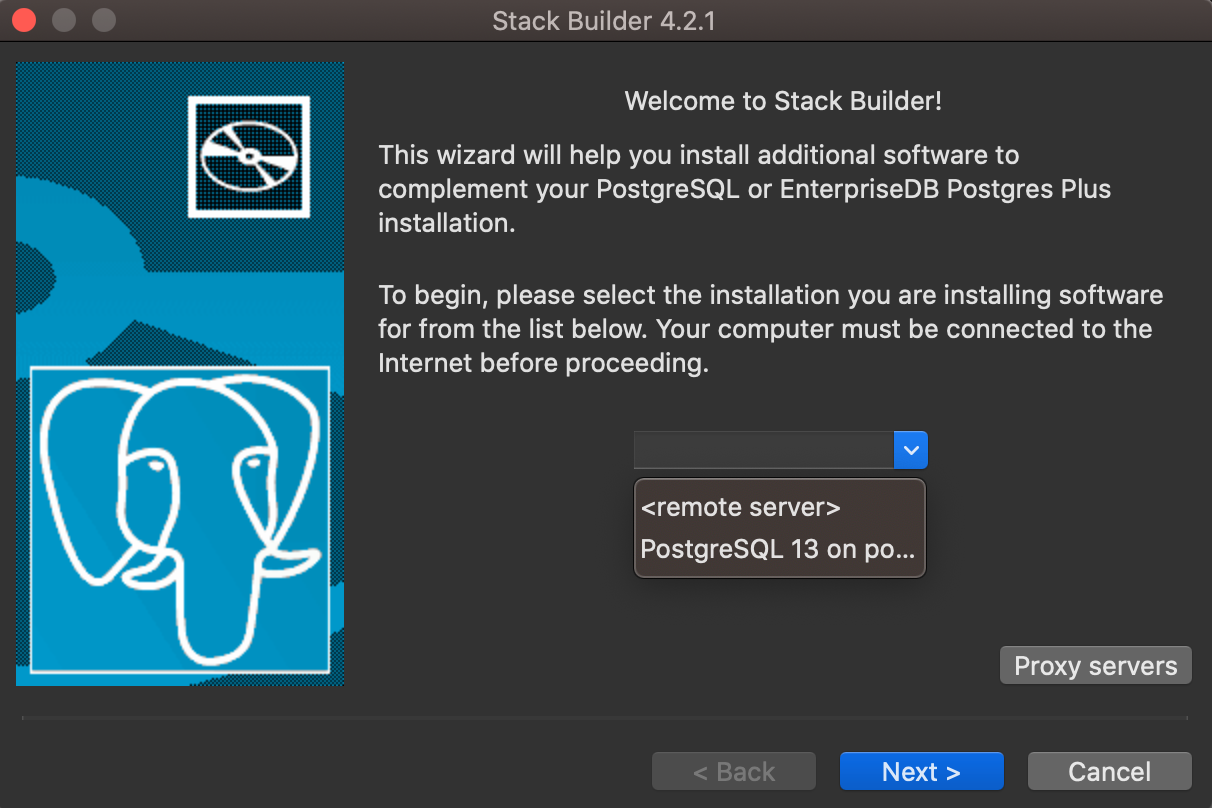 Stack Builder 4.2.1
Welcome to Stack Builder!
This wizard will help you install additional software to
complement your PostgreSQL or EnterpriseDB Postgres Plus
installation.
To begin, please select the installation you are installing software
for from the list below. Your computer must be connected to the
Internet before proceeding.
<remote server>
PostgreSQL 13 on po...
Proxy servers
< Back
Next >
Cancel